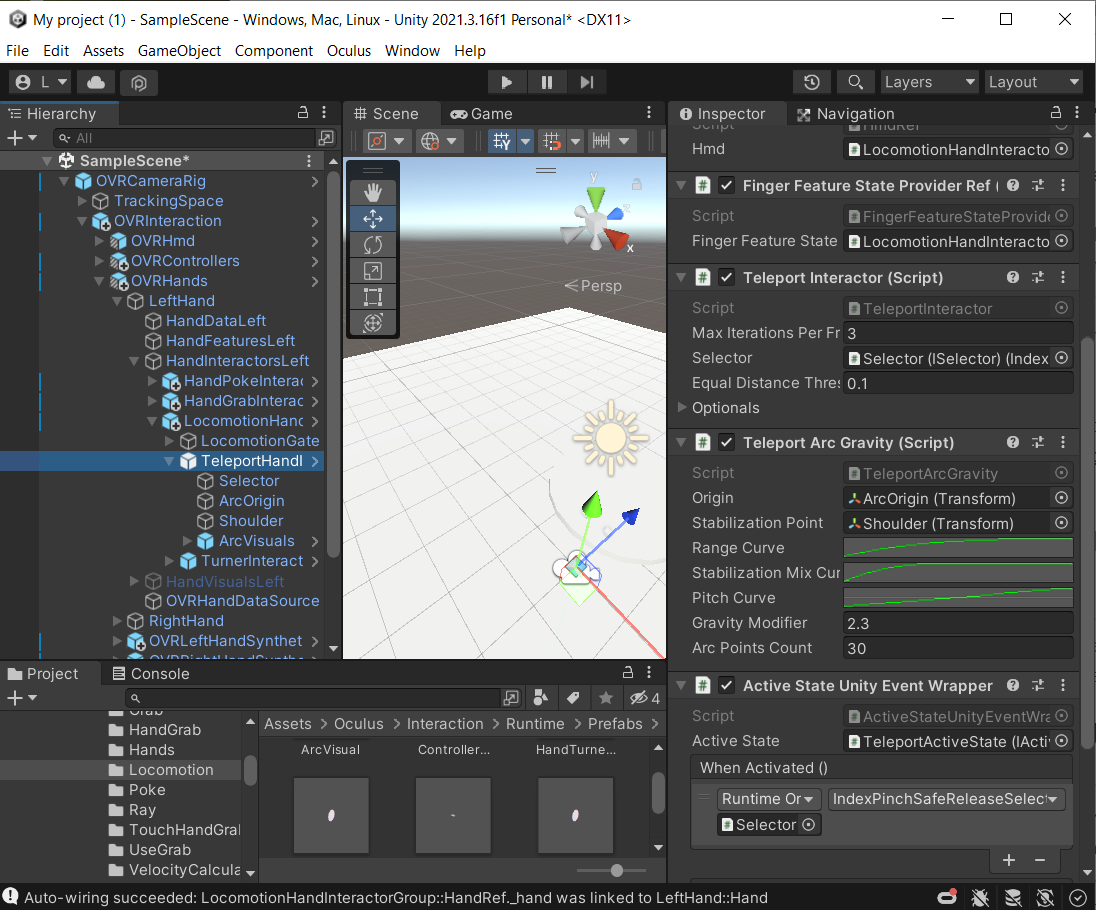 My project (1) - SampleScene - Windows, Mac, Linux - Unity 2021.3.16f1 Personal* <DX11>
File Edit Assets GameObject Component Oculus Window Help
L
Layers
Layout
Hierarchy
All
SampleScene*
OVRCameraRig
TrackingSpace
OVRInteraction
OVRHmd
OVRControllers
OVRHands
LeftHand
HandDataLeft
HandFeaturesLeft
HandInteractorsLeft
HandPokeInterac
HandGrabInterac
LocomotionHanc
LocomotionGate
TeleportHandI
Selector
ArcOrigin
Shoulder
ArcVisuals
TurnerInteract
HandVisualsLeft
OVRHandDataSource
RightHand
OVRLeftHandSynthet
Scene
Game
y
x
Persp
Inspector
Navigation
Script
HmdRef
Hmd
LocomotionHandInteracto
Finger Feature State Provider Ref (
Script
FingerFeatureStateProvide
Finger Feature State
LocomotionHandInteracto
Teleport Interactor (Script)
Script
TeleportInteractor
Max Iterations Per Fr
3
Selector
Selector (ISelector) (Index
Equal Distance Thres
0.1
Optionals
Teleport Arc Gravity (Script)
Script
TeleportArcGravity
Origin
ArcOrigin (Transform)
Stabilization Point
Shoulder (Transform)
Range Curve
Stabilization Mix Cur
Pitch Curve
Gravity Modifier
2.3
Arc Points Count
30
Active State Unity Event Wrapper
Script
ActiveStateUnityEventWra
Active State
TeleportActiveState (IActiv
When Activated ()
Runtime Or
IndexPinchSafeReleaseSelect
Selector
Project
Console
4
Grab
HandGrab
Hands
Locomotion
Poke
Ray
TouchHandGrab
UseGrab
VelocityCalcula
Assets > Oculus > Interaction > Runtime > Prefabs >
ArcVisual
Controller...
HandTurne...
Auto-wiring succeeded: LocomotionHandInteractorGroup::HandRef._hand was linked to LeftHand::Hand